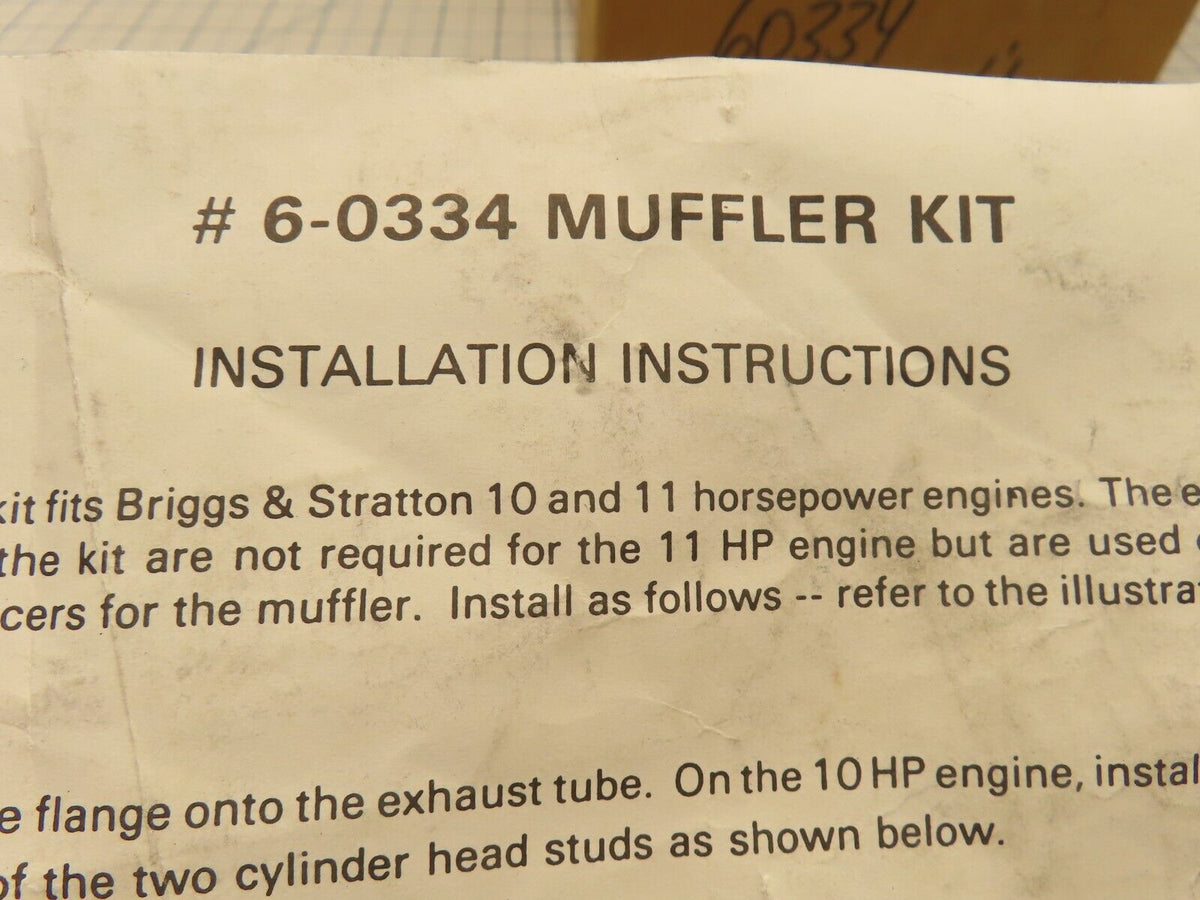 60334
# 6-0334 MUFFLER KIT
INSTALLATION INSTRUCTIONS
kit fits Briggs & Stratton 10 and 11 horsepower engines. The e
the kit are not required for the 11 HP engine but are used
cers for the muffler. Install as follows -- refer to the illustra
e flange onto the exhaust tube. On the 10 HP engine, instal
of the two cylinder head studs as shown below.